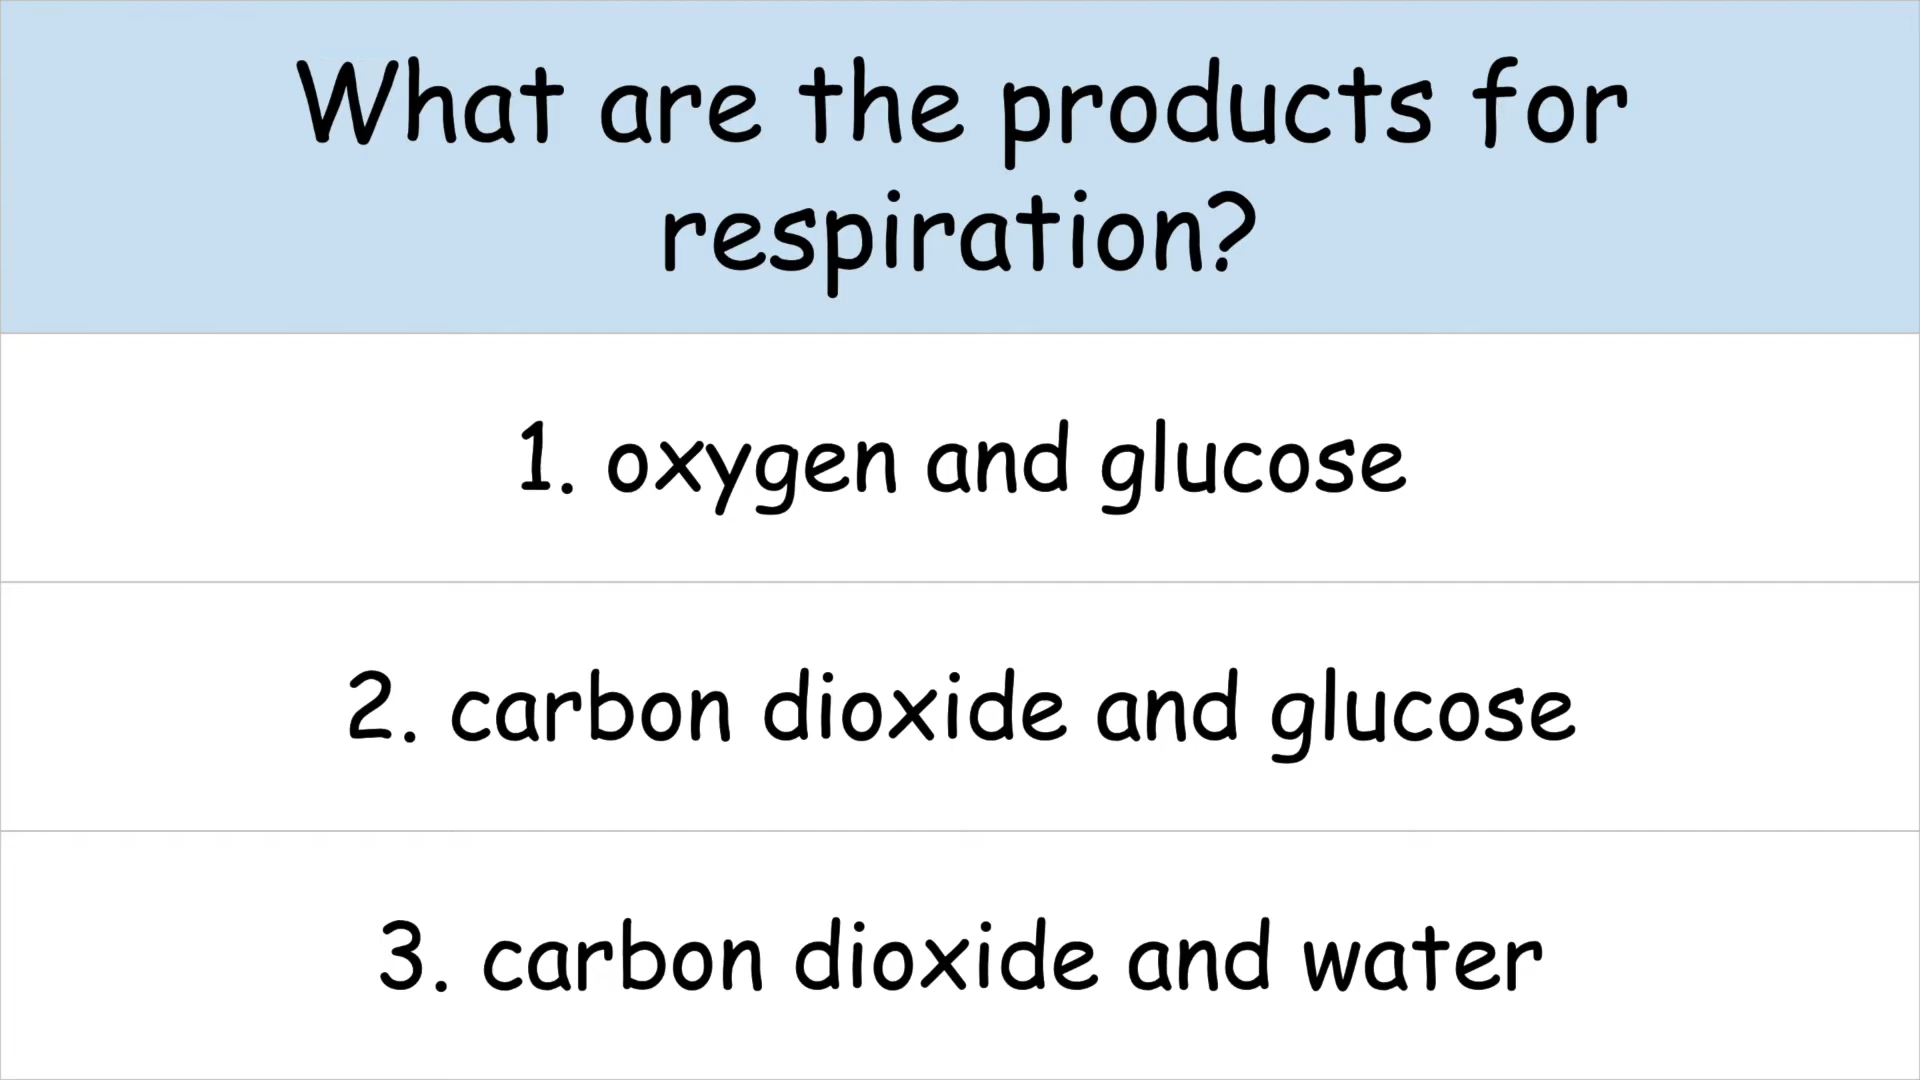 What are the products for
respiration?
1. oxygen and glucose
2. carbon dioxide and glucose
3. carbon dioxide and water